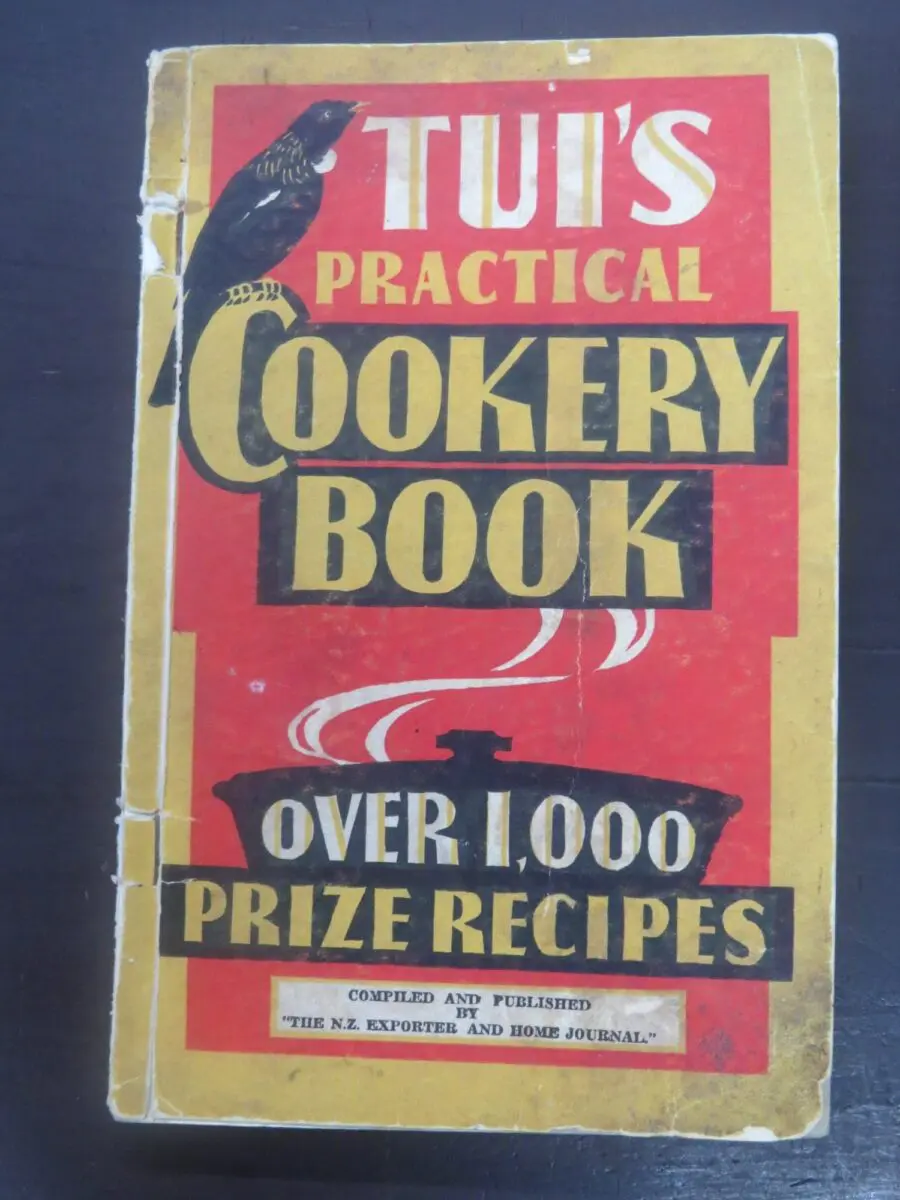 TUI'S
PRACTICAL
COOKERY
BOOK
OVER 1,000
PRIZE RECIPES
COMPILED AND PUBLISHED
BY
"THE N.Z. EXPORTER AND HOME JOURNAL."